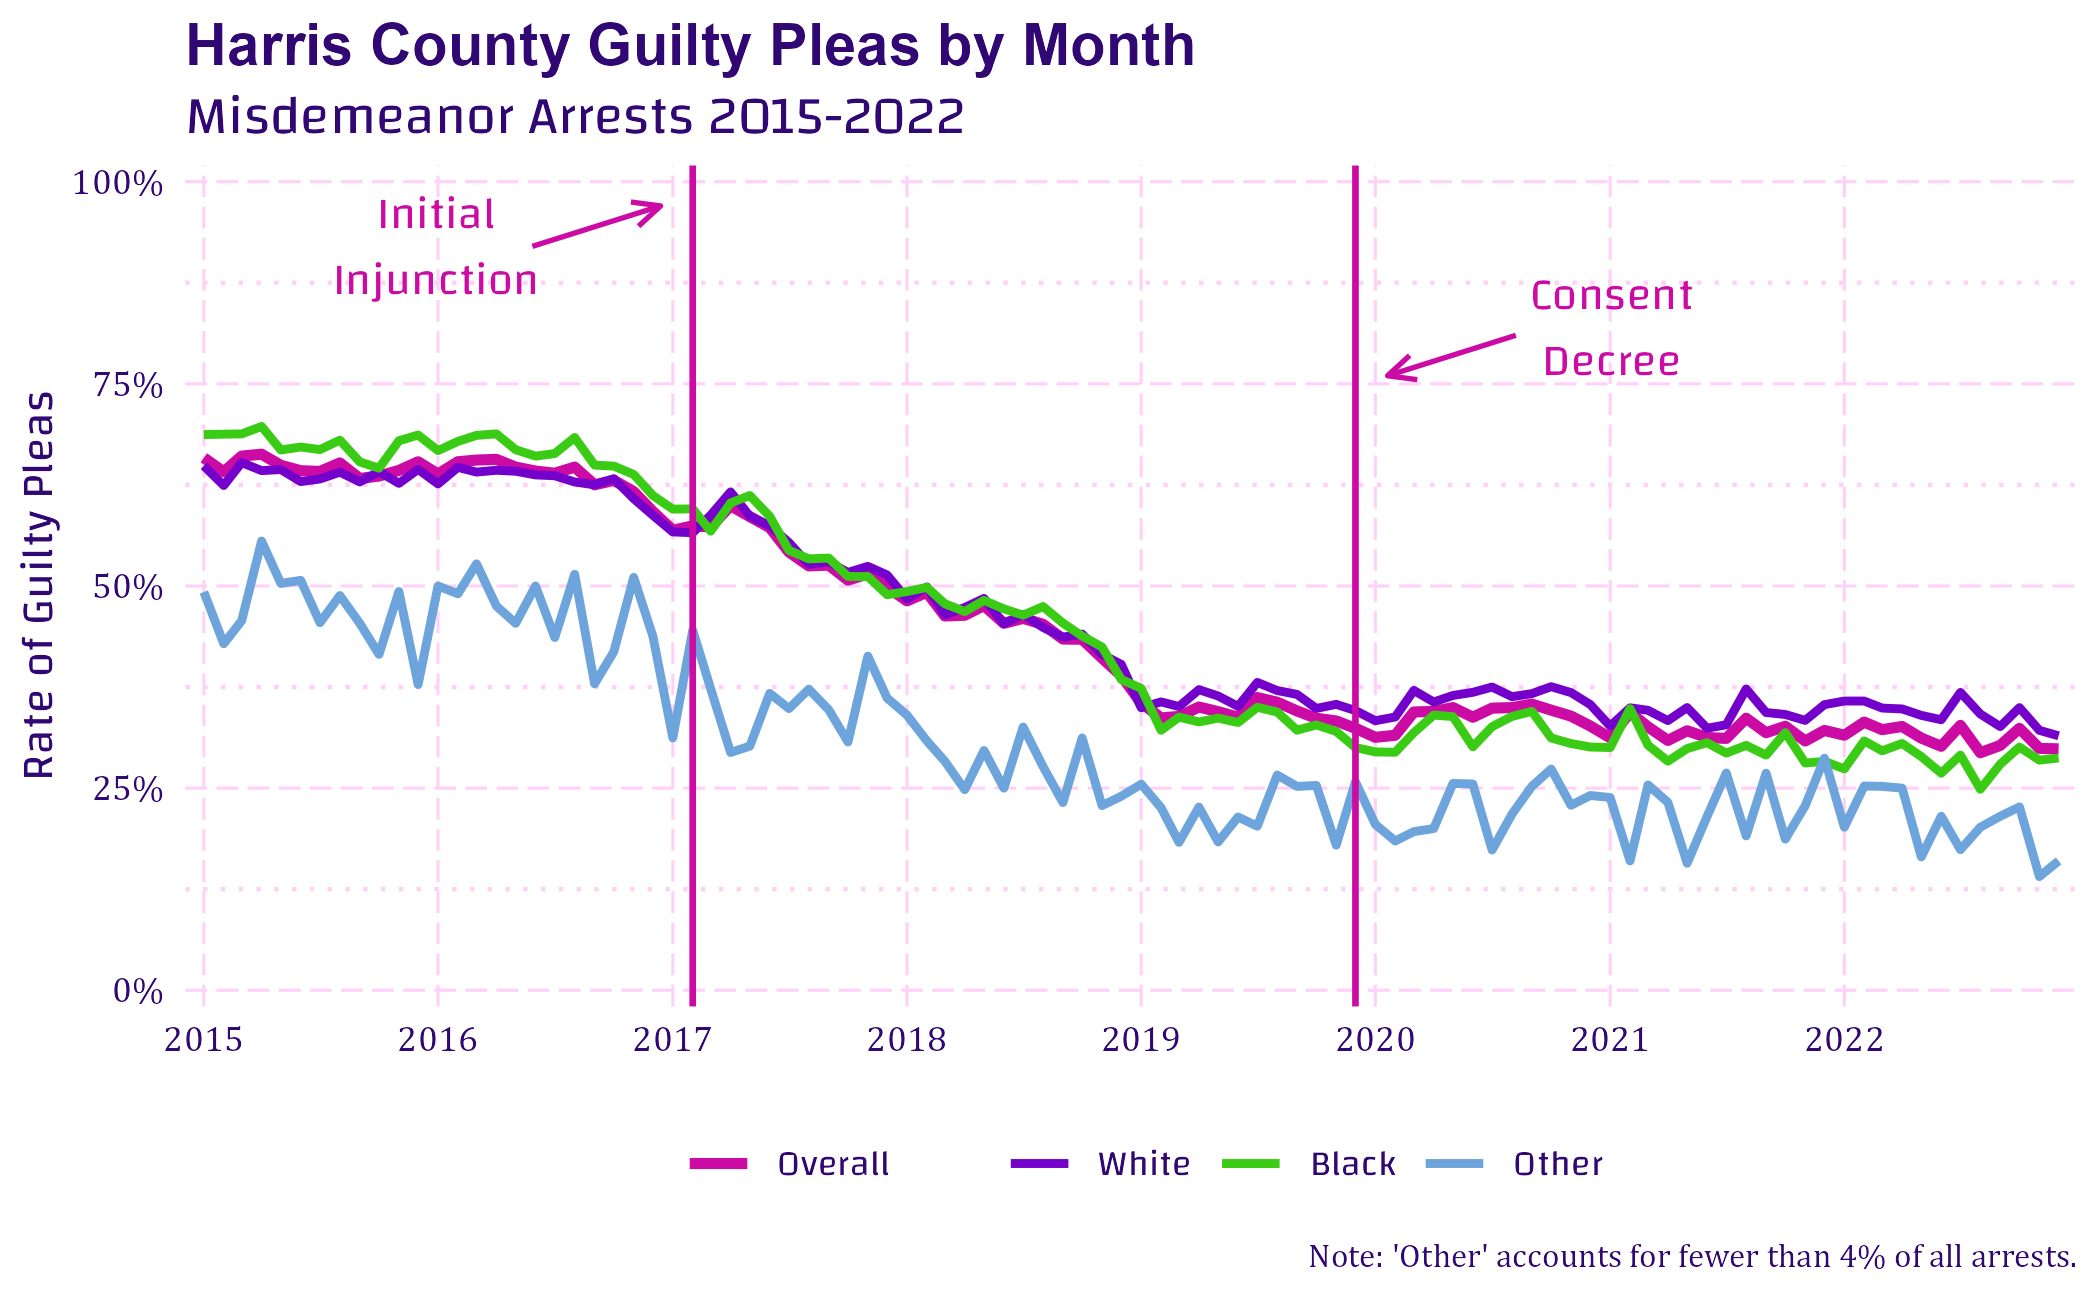 Harris County Guilty Pleas by Month
Misdemeanor Arrests 2015-2022
Rate of Guilty Pleas
100%
75%
50%
25%
0%
Initial
Injunction
Consent
Decree
2015 2016 2017 2018 2019 2020 2021 2022
Overall White Black Other
Note: 'Other' accounts for fewer than 4% of all arrests.